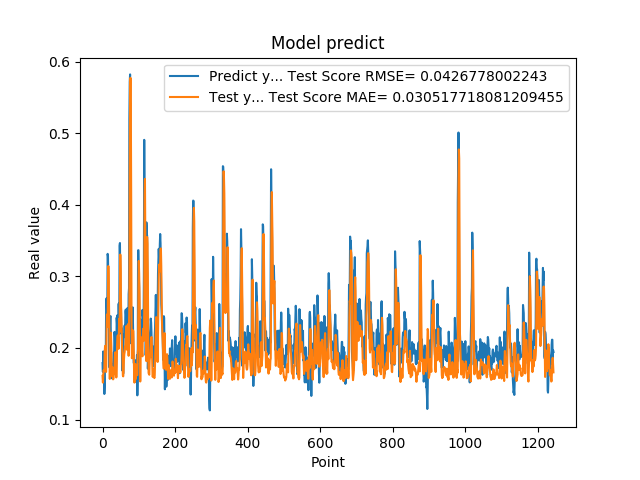 Model predict
Predict y... Test Score RMSE= 0.0426778002243
Test y... Test Score MAE= 0.030517718081209455
Real value
0.6
0.5
0.4
0.3
0.2
0.1
0 200 400 600 800 1000 1200
Point